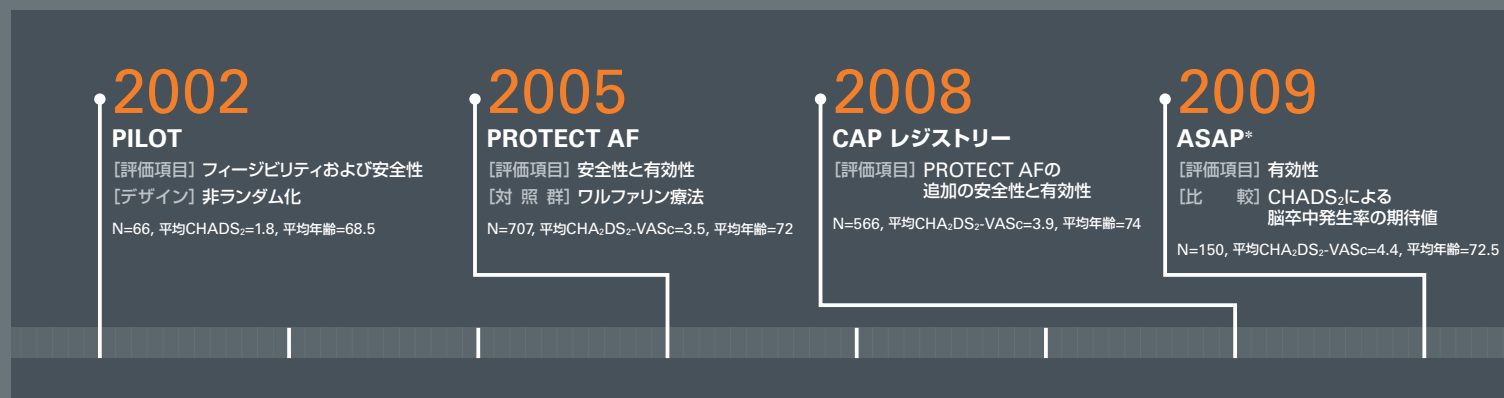 2002
PILOT
［評価項目］フィージビリティおよび安全性
［デザイン］非ランダム化
N=66, 平均CHADS₂=1.8, 平均年齢=68.5
2005
PROTECT AF
［評価項目］安全性と有効性
［対 照 群］ワルファリン療法
N=707, 平均CHA₂DS₂-VASc=3.5, 平均年齢=72
2008
CAP レジストリー
［評価項目］PROTECT AFの
追加の安全性と有効性
N=566, 平均CHA₂DS₂-VASc=3.9, 平均年齢=74
2009
ASAP*
［評価項目］有効性
［比　　較］CHADS₂による
脳卒中発生率の期待値
N=150, 平均CHA₂DS₂-VASc=4.4, 平均年齢=72.5